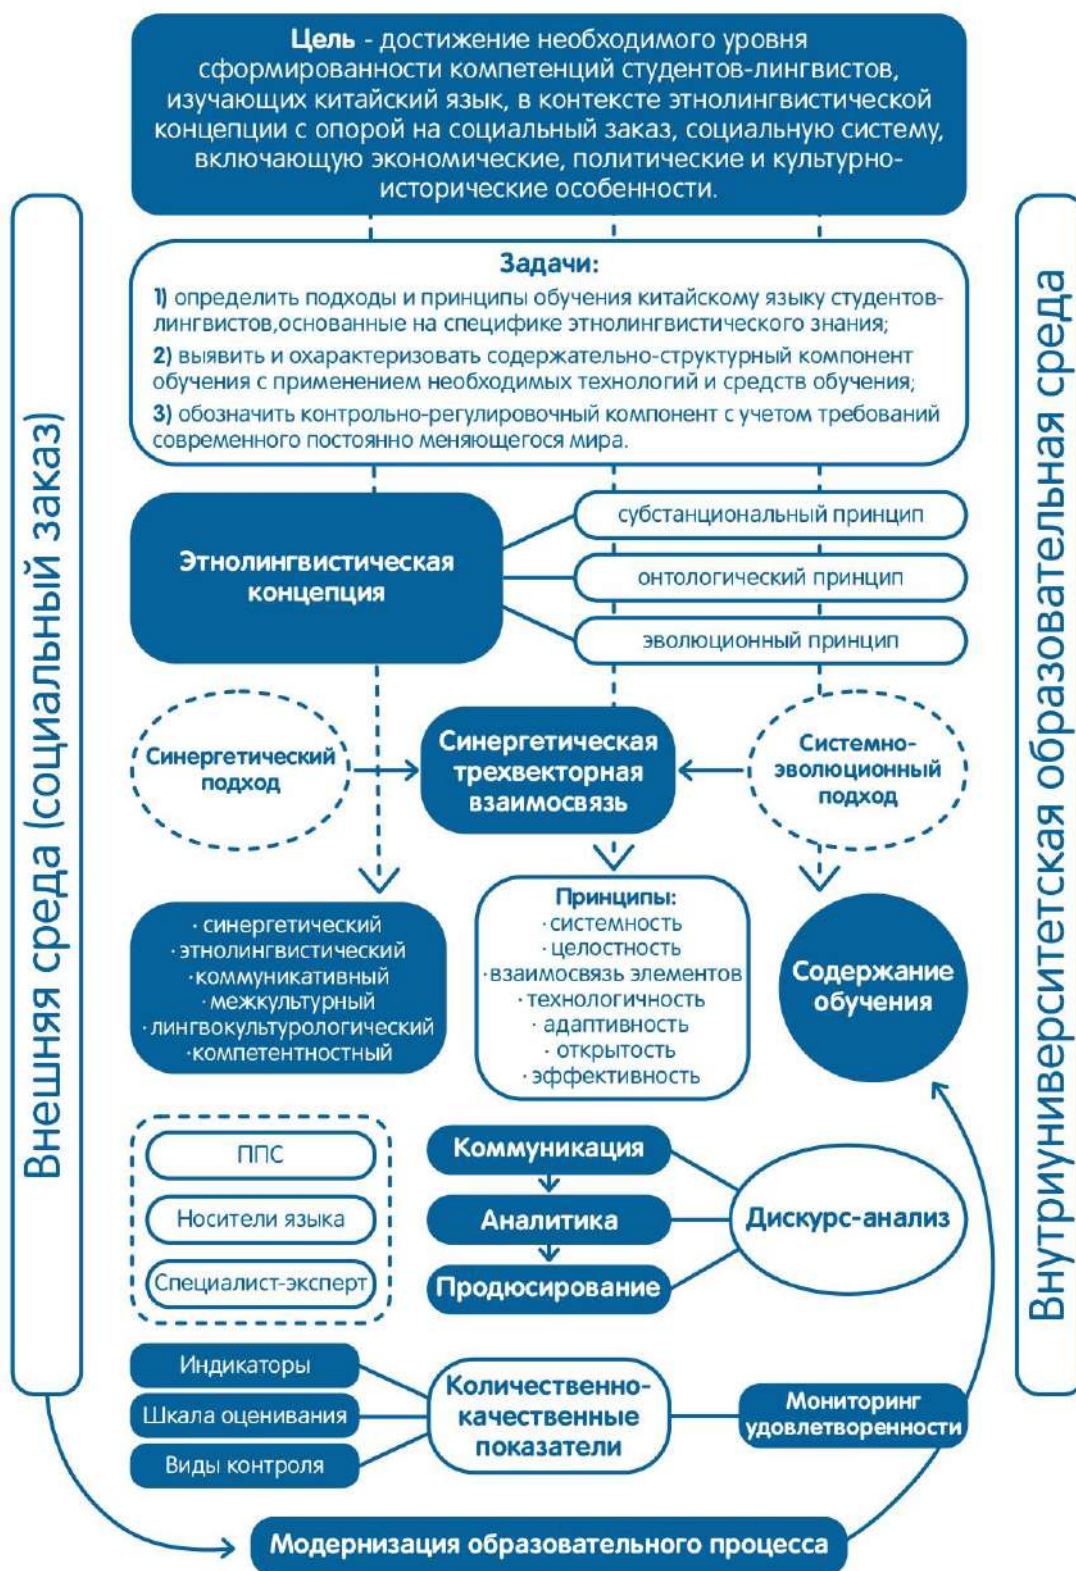 Цель - достижение необходимого уровня
сформированности компетенций студентов-лингвистов,
изучающих китайский язык, в контексте этнолингвистической
концепции с опорой на социальный заказ, социальную систему,
включающую экономические, политические и культурно-
исторические особенности.
Внешняя среда (социальный заказ)
Внутриуниверситетская образовательная среда
Задачи:
1) определить подходы и принципы обучения китайскому языку студентов-
лингвистов,основанные на специфике этнолингвистического знания;
2) выявить и охарактеризовать содержательно-структурный компонент
обучения с применением необходимых технологий и средств обучения;
3) обозначить контрольно-регулировочный компонент с учетом требований
современного постоянно меняющегося мира.
Этнолингвистическая
концепция
субстанциональный принцип
онтологический принцип
эволюционный принцип
Синергетический
подход
Синергетическая
трехвекторная
взаимосвязь
Системно-
эволюционный
подход
· синергетический
· этнолингвистический
· коммуникативный
· межкультурный
· лингвокультурологический
· компетентностный
Принципы:
· системность
· целостность
· взаимосвязь элементов
· технологичность
· адаптивность
· открытость
· эффективность
Содержание
обучения
ППС
Носители языка
Специалист-эксперт
Коммуникация
Аналитика
Продюсирование
Дискурс-анализ
Индикаторы
Шкала оценивания
Виды контроля
Количественно-
качественные
показатели
Мониторинг
удовлетворенности
Модернизация образовательного процесса